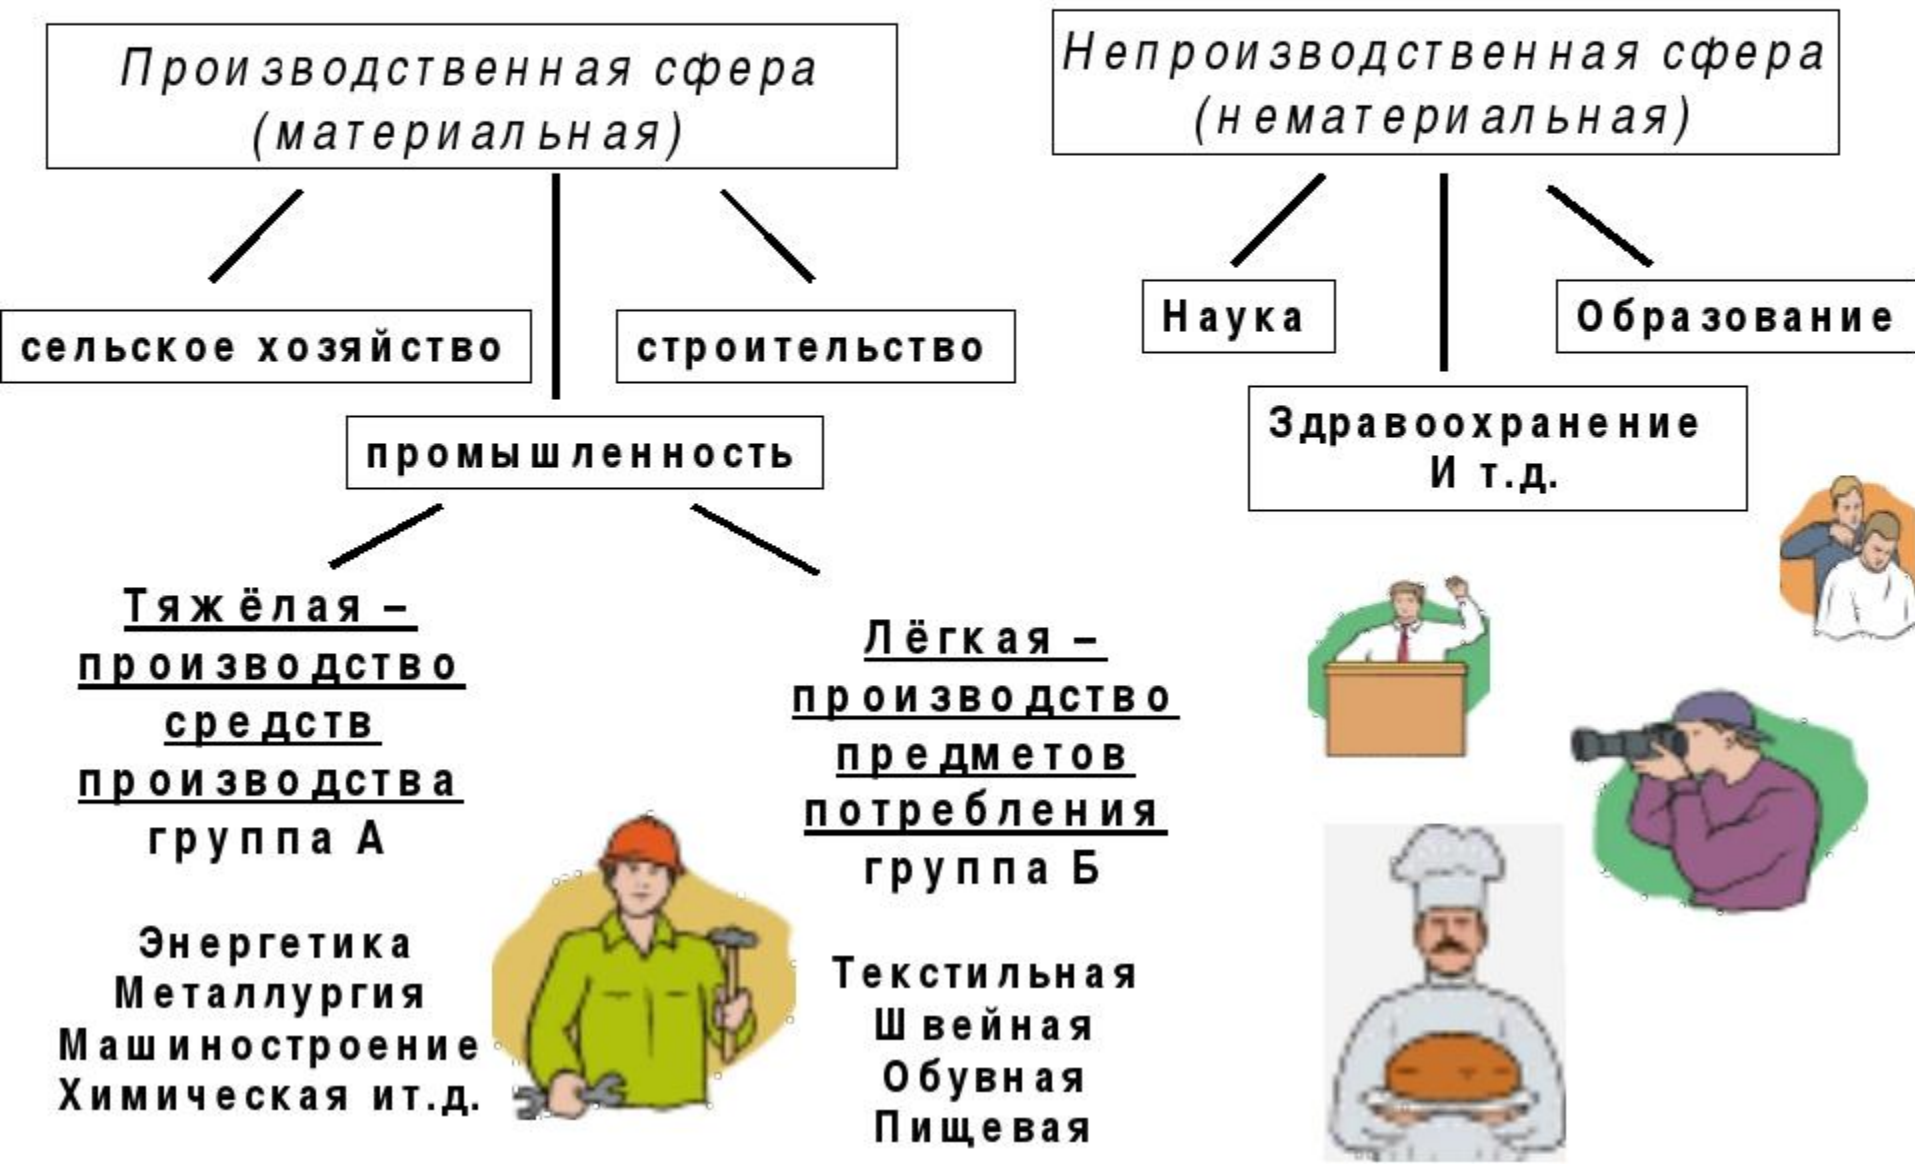 Производственная сфера
(материальная)
Непроизводственная сфера
(нематериальная)
сельское хозяйство
строительство
промышленность
Наука
Образование
Здравоохранение
И т.д.
Тяжёлая –
производство
средств
производства
группа А
Энергетика
Металлургия
Машиностроение
Химическая ит.д.
Лёгкая –
производство
предметов
потребления
группа Б
Текстильная
Швейная
Обувная
Пищевая